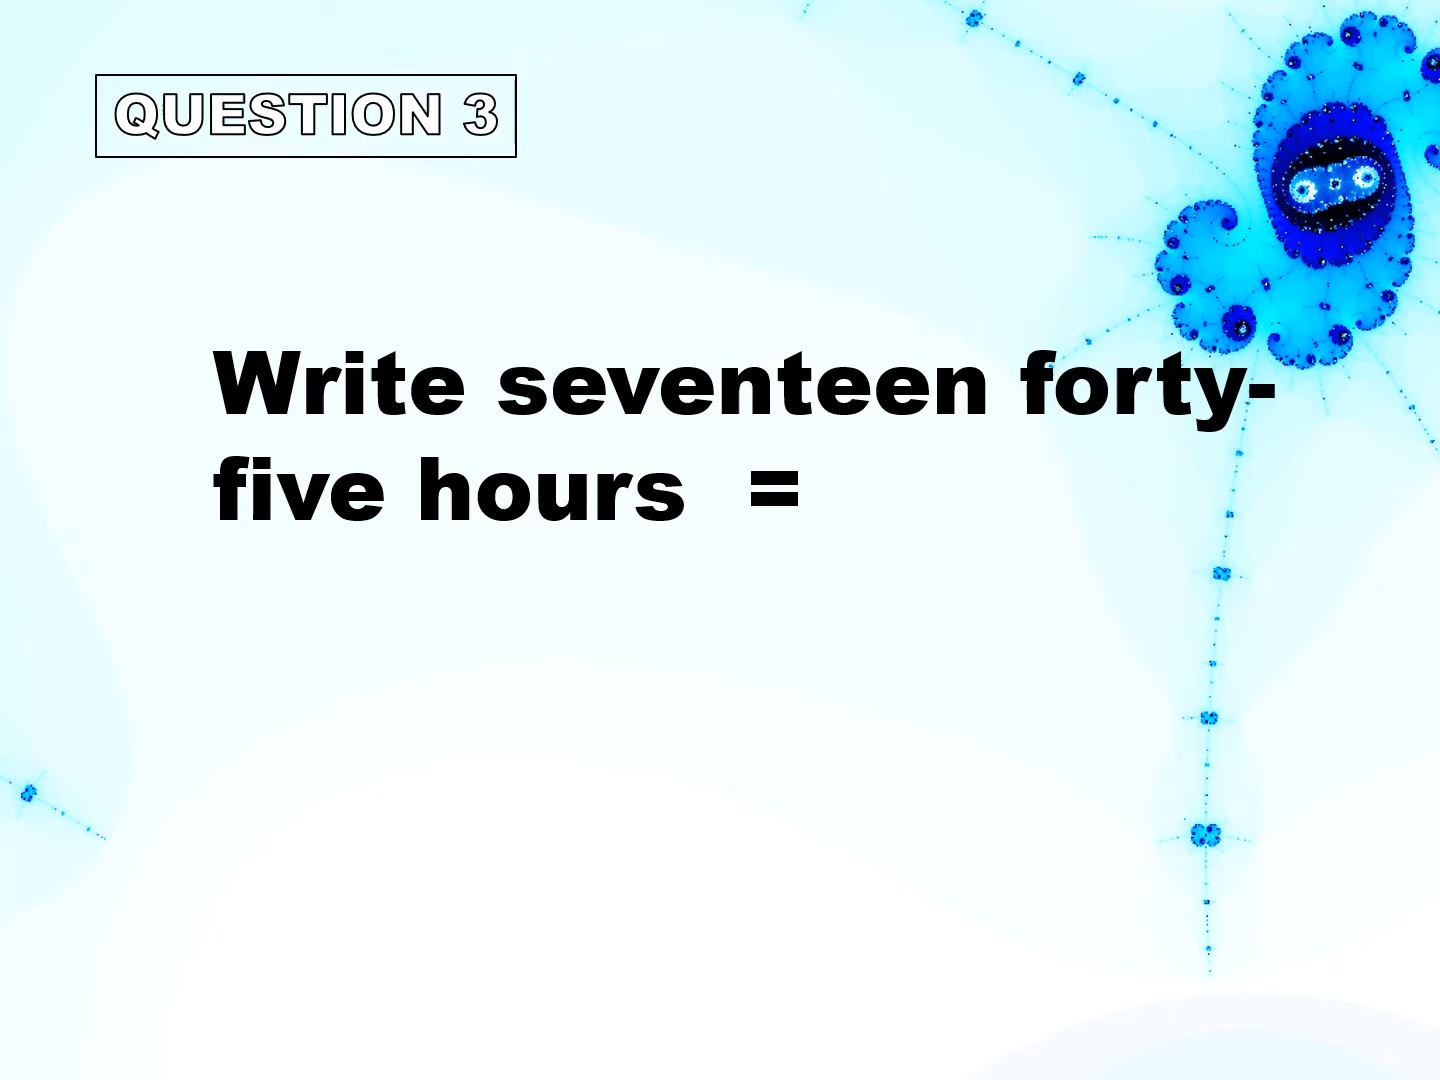 QUESTION 3
Write seventeen forty-
five hours  =